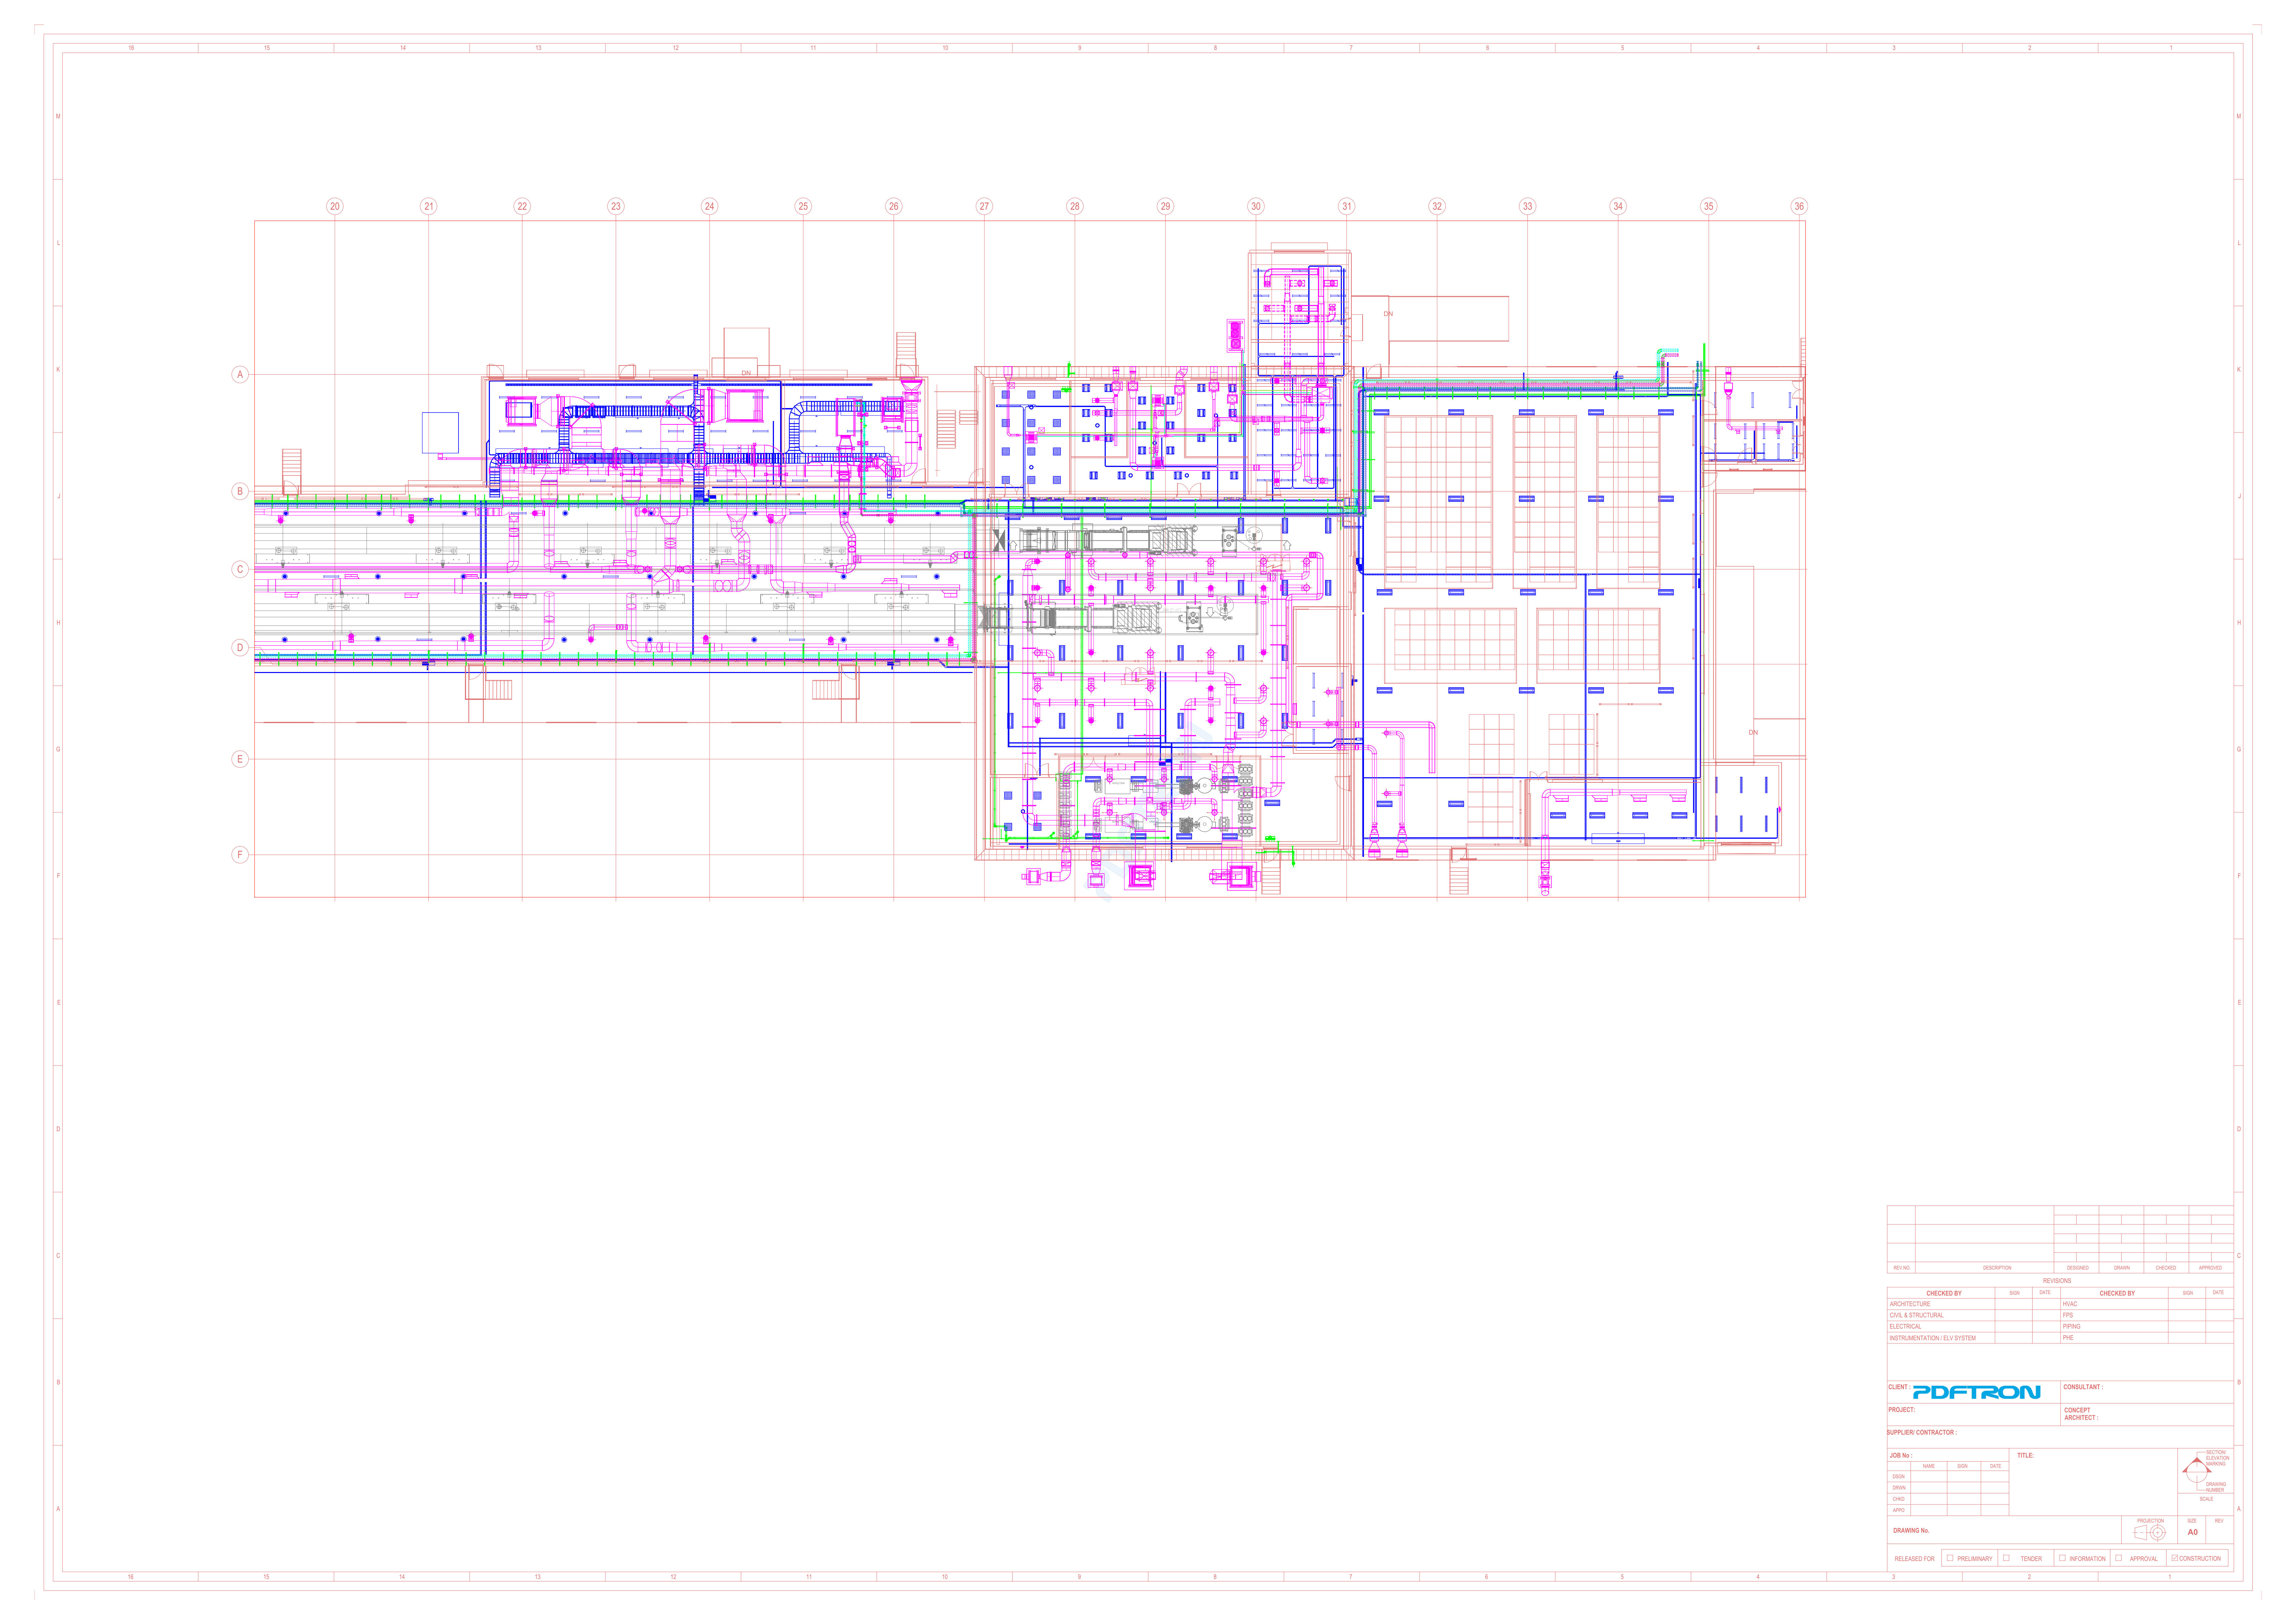 16 15 14 13 12 11 10 9 8 7 6 5 4 3 2 1
M M
L L
20 21 22 23 24 25 26 27 28 29 30 31 32 33 34 35 36
DN
K K
A
DN
B
J J
C
H H
D
DN
G G
E
F
F F
E E
D D
C C
REV.NO. DESCRIPTION DESIGNED DRAWN CHECKED APPROVED
REVISIONS
CHECKED BY SIGN DATE CHECKED BY SIGN DATE
ARCHITECTURE HVAC
CIVIL & STRUCTURAL FPS
ELECTRICAL PIPING
INSTRUMENTATION / ELV SYSTEM PHE
B B
CLIENT : PDFTRON CONSULTANT :
PROJECT: CONCEPT
ARCHITECT :
SUPPLIER/ CONTRACTOR :
JOB No : TITLE:
SECTION/
ELEVATION
MARKING
NAME SIGN DATE
DSGN
DRWN
DRAWING
NUMBER
CHKD
SCALE
APPD
A A
DRAWING No.
PROJECTION SIZE REV
A0
RELEASED FOR PRELIMINARY TENDER INFORMATION APPROVAL CONSTRUCTION
16 15 14 13 12 11 10 9 8 7 6 5 4 3 2 1